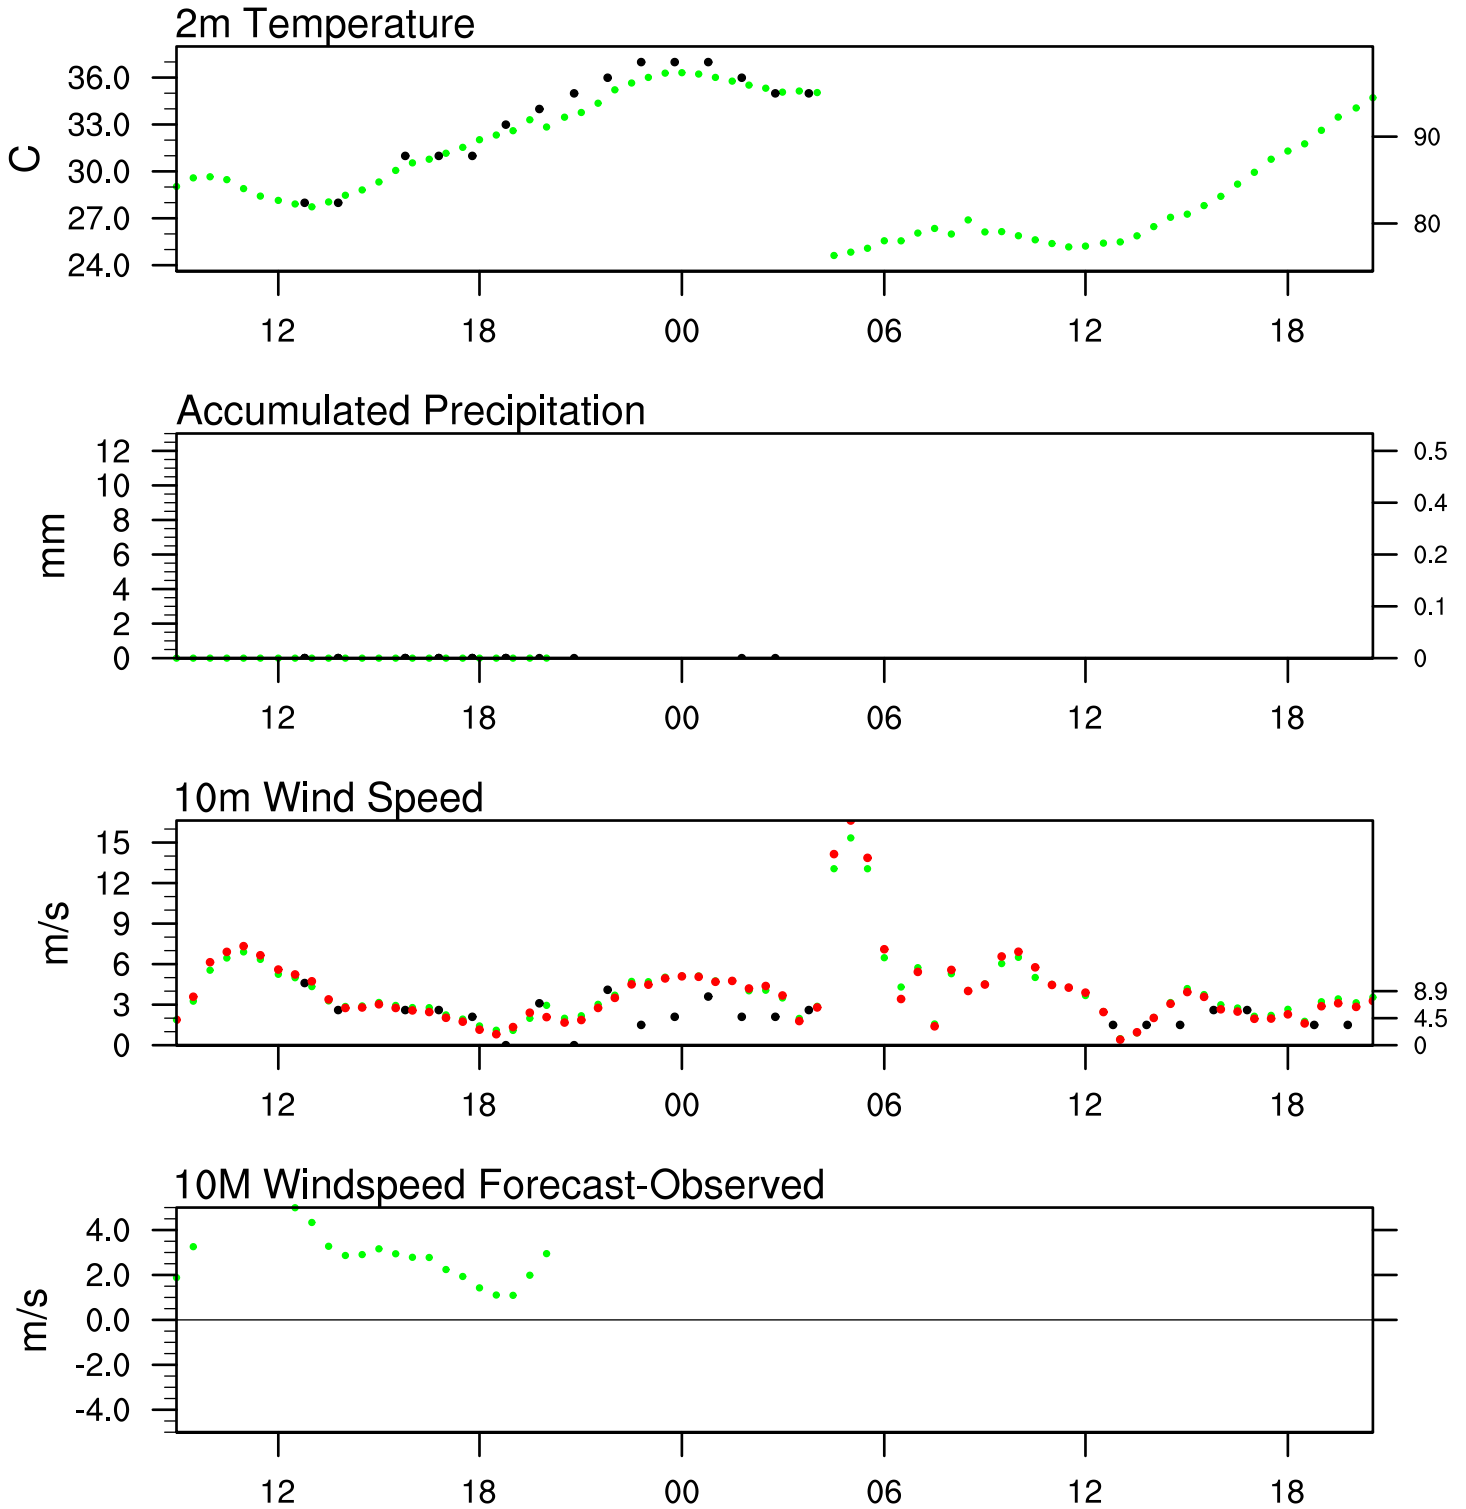 2m Temperature
36.0
33.0
30.0
27.0
24.0
C
90
80
12 18 00 06 12 18
Accumulated Precipitation
12
10
8
6
4
2
0
mm
0.5
0.4
0.2
0.1
0
12 18 00 06 12 18
10m Wind Speed
15
12
9
6
3
0
m/s
8.9
4.5
0
12 18 00 06 12 18
10M Windspeed Forecast-Observed
4.0
2.0
0.0
-2.0
-4.0
m/s
12 18 00 06 12 18